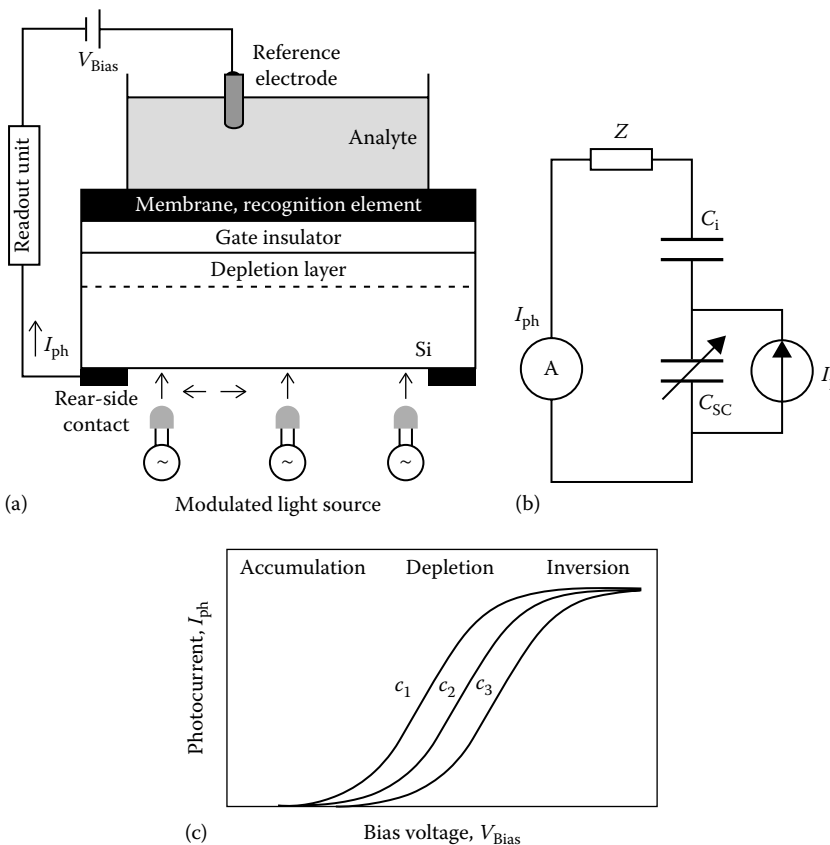 V_Bias
Reference
electrode
Analyte
Readout unit
Membrane, recognition element
Gate insulator
Depletion layer
I_ph
Si
Rear-side
contact
~
~
~
Modulated light source
(a)
Z
C_i
I_ph
A
C_SC
(b)
Accumulation
Depletion
Inversion
Photocurrent, I_ph
c_1
c_2
c_3
(c)
Bias voltage, V_Bias